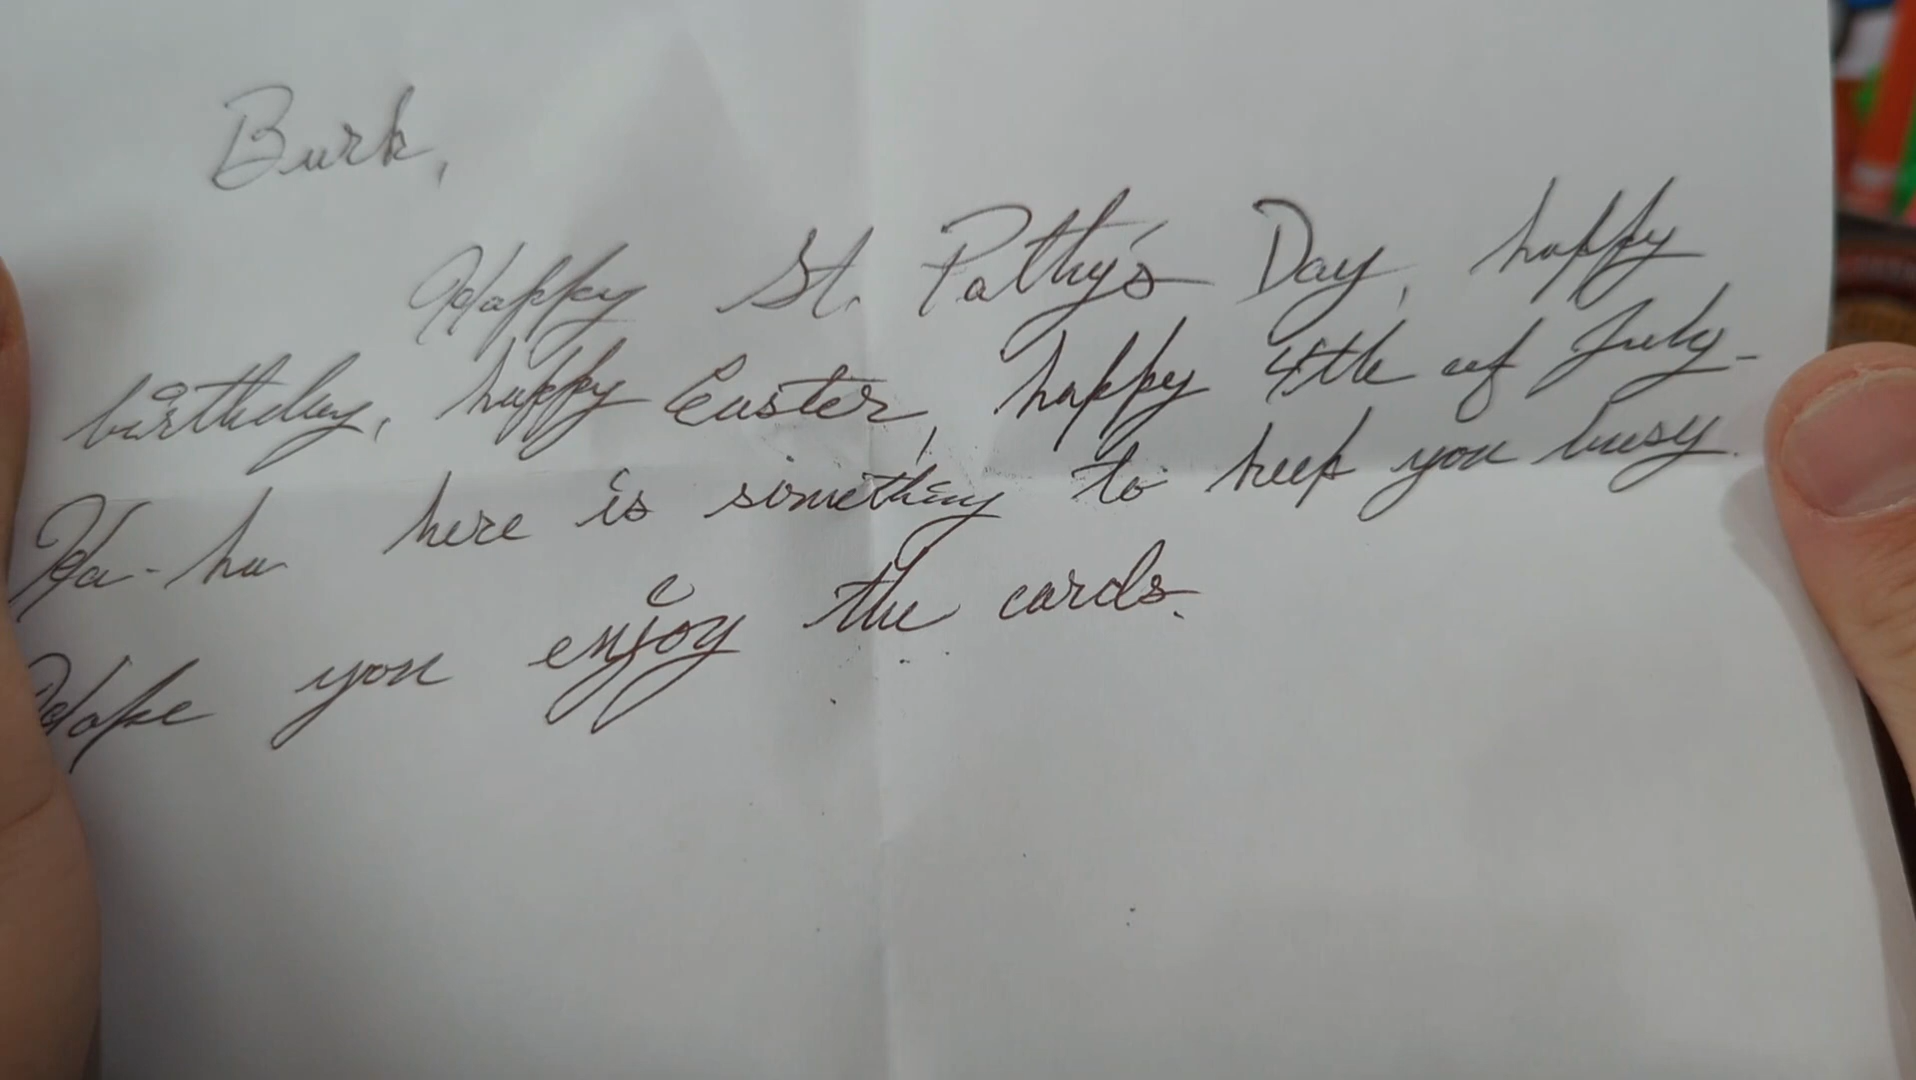 Burk,
Happy St. Patty's Day, happy
birthday, happy Easter, happy 4th of July-
Ha-ha here is something to keep you busy.
Hope you enjoy the cards.